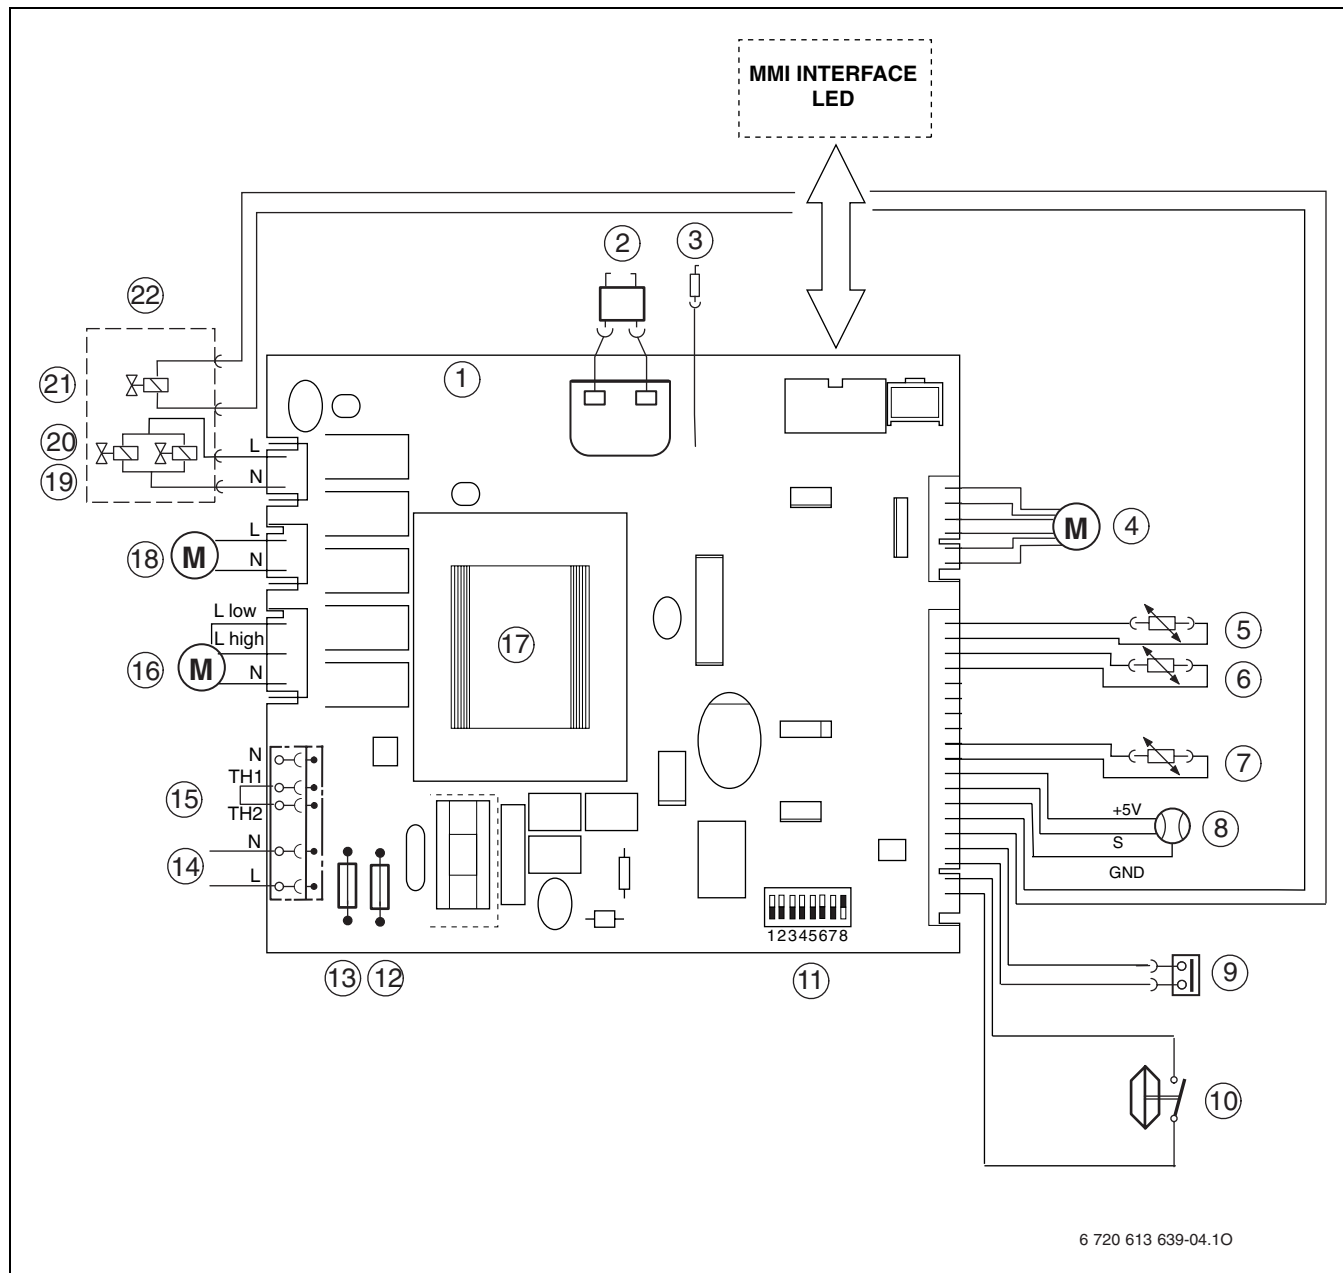 MMI INTERFACE
LED
2
3
22
1
21
20
19
L
N
4
M
18
M
L
N
5
L low
L high
N
16
M
17
6
7
15
N
TH1
TH2
+5V
S
GND
8
14
N
L
12345678
13
12
11
9
10
6 720 613 639-04.1O